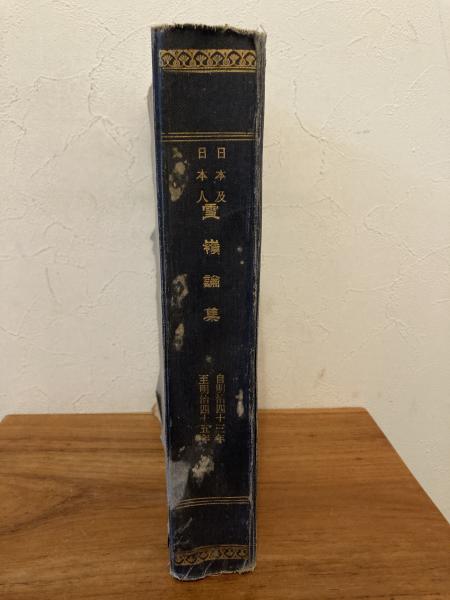 日本及
日本人
雪嶺論集
自明治四十三年
至明治四十五年